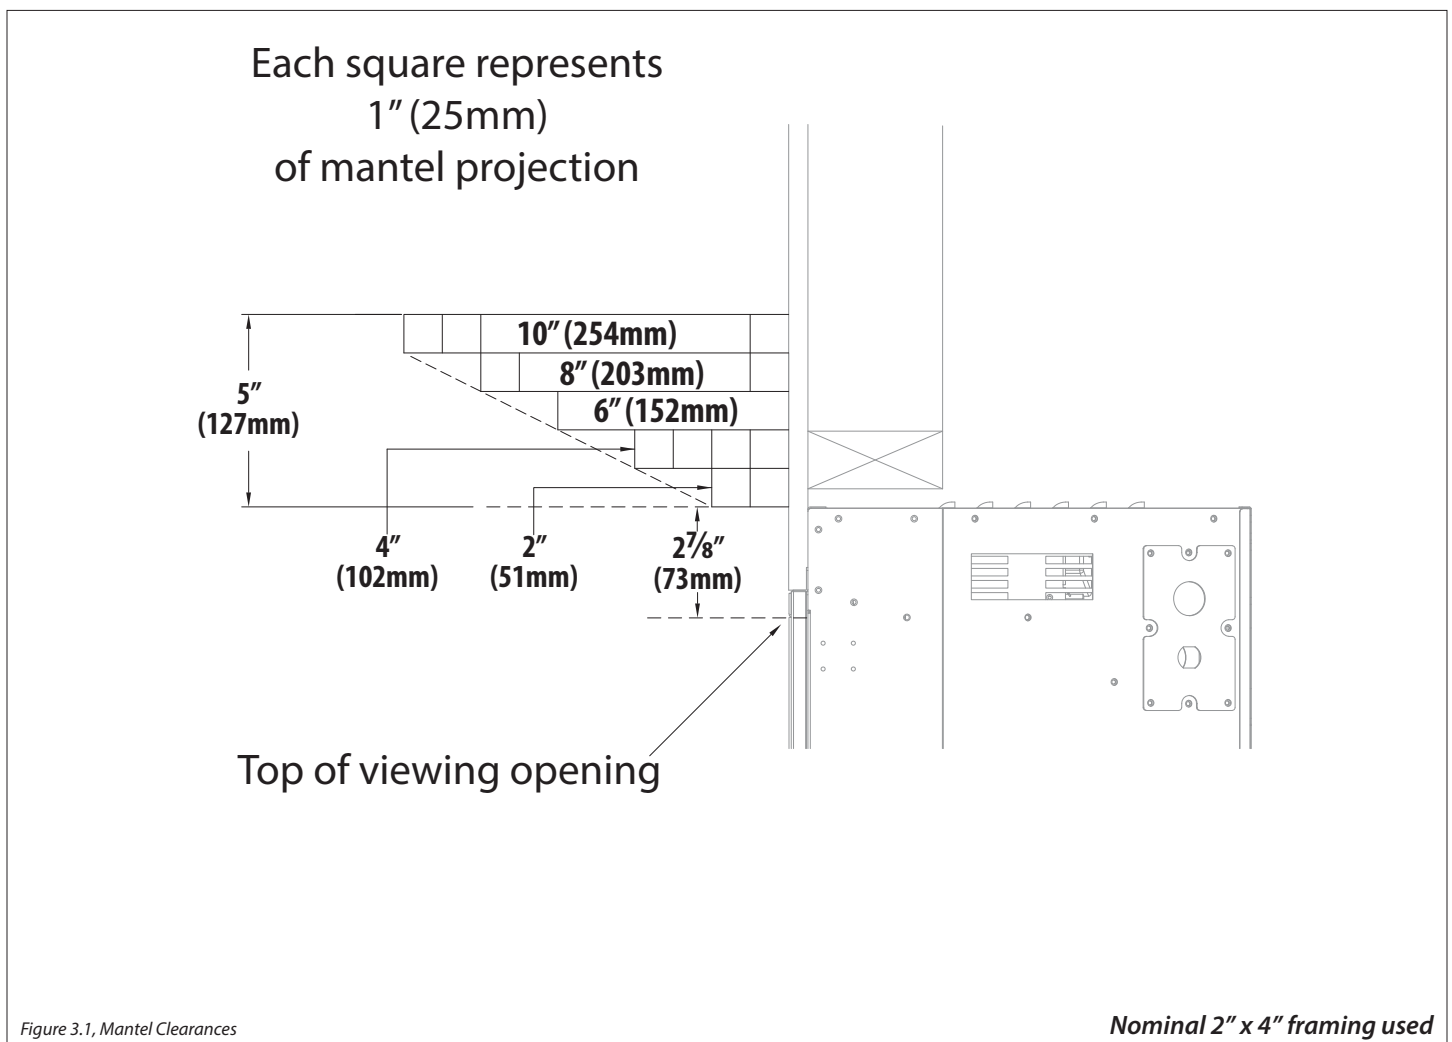 Each square represents
1” (25mm)
of mantel projection
10” (254mm)
8” (203mm)
6” (152mm)
5”
(127mm)
4”
(102mm)
2”
(51mm)
2⅞”
(73mm)
Top of viewing opening
Figure 3.1, Mantel Clearances
Nominal 2” x 4” framing used